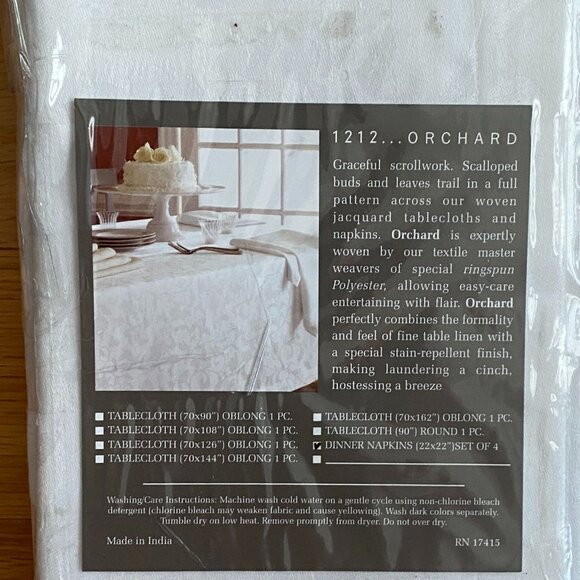 1212...ORCHARD
Graceful scrollwork. Scalloped
buds and leaves trail in a full
pattern across our woven
jacquard tablecloths and
napkins. Orchard is expertly
woven by our textile master
weavers of special ringspun
Polyester, allowing easy-care
entertaining with flair. Orchard
perfectly combines the formality
and feel of fine table linen with
a special stain-repellent finish,
making laundering a cinch,
hostessing a breeze
TABLECLOTH (70x90") OBLONG 1 PC.
TABLECLOTH (70x108") OBLONG 1 PC.
TABLECLOTH (70x126") OBLONG 1 PC.
TABLECLOTH (70x144") OBLONG 1 PC.
TABLECLOTH (70x162") OBLONG 1 PC.
TABLECLOTH (90") ROUND 1 PC.
DINNER NAPKINS (22x22")SET OF 4
Washing/Care Instructions: Machine wash cold water on a gentle cycle using non-chlorine bleach
detergent (chlorine bleach may weaken fabric and cause yellowing). Wash dark colors separately.
Tumble dry on low heat. Remove promptly from dryer. Do not over dry.
Made in India
RN 17415